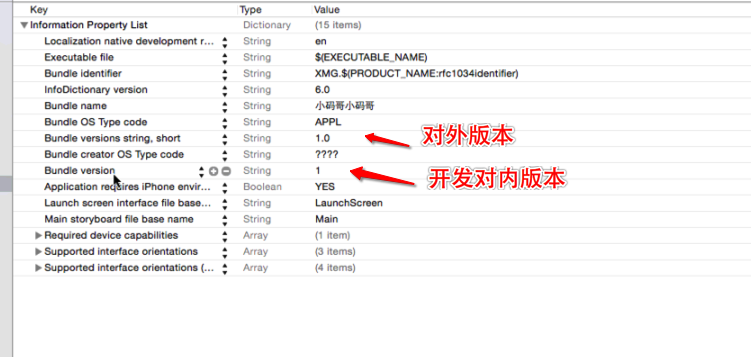 Key Type Value
Information Property List Dictionary (15 items)
Localization native development r... String en
Executable file String $(EXECUTABLE_NAME)
Bundle identifier String XMG.$(PRODUCT_NAME:rfc1034identifier)
InfoDictionary version String 6.0
Bundle name String 小码哥小码哥
Bundle OS Type code String APPL
Bundle versions string, short String 1.0 对外版本
Bundle creator OS Type code String ????
Bundle version String 1 开发对内版本
Application requires iPhone envir... Boolean YES
Launch screen interface file base... String LaunchScreen
Main storyboard file base name String Main
Required device capabilities Array (1 item)
Supported interface orientations Array (3 items)
Supported interface orientations (... Array (4 items)